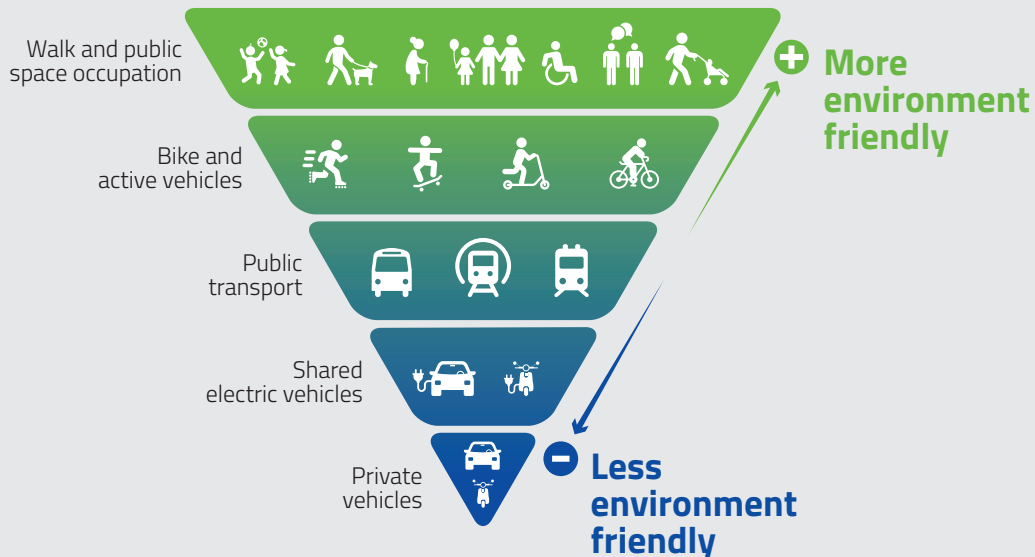 Walk and public
space occupation
More
environment
friendly
Bike and
active vehicles
Public
transport
Shared
electric vehicles
Private
vehicles
Less
environment
friendly